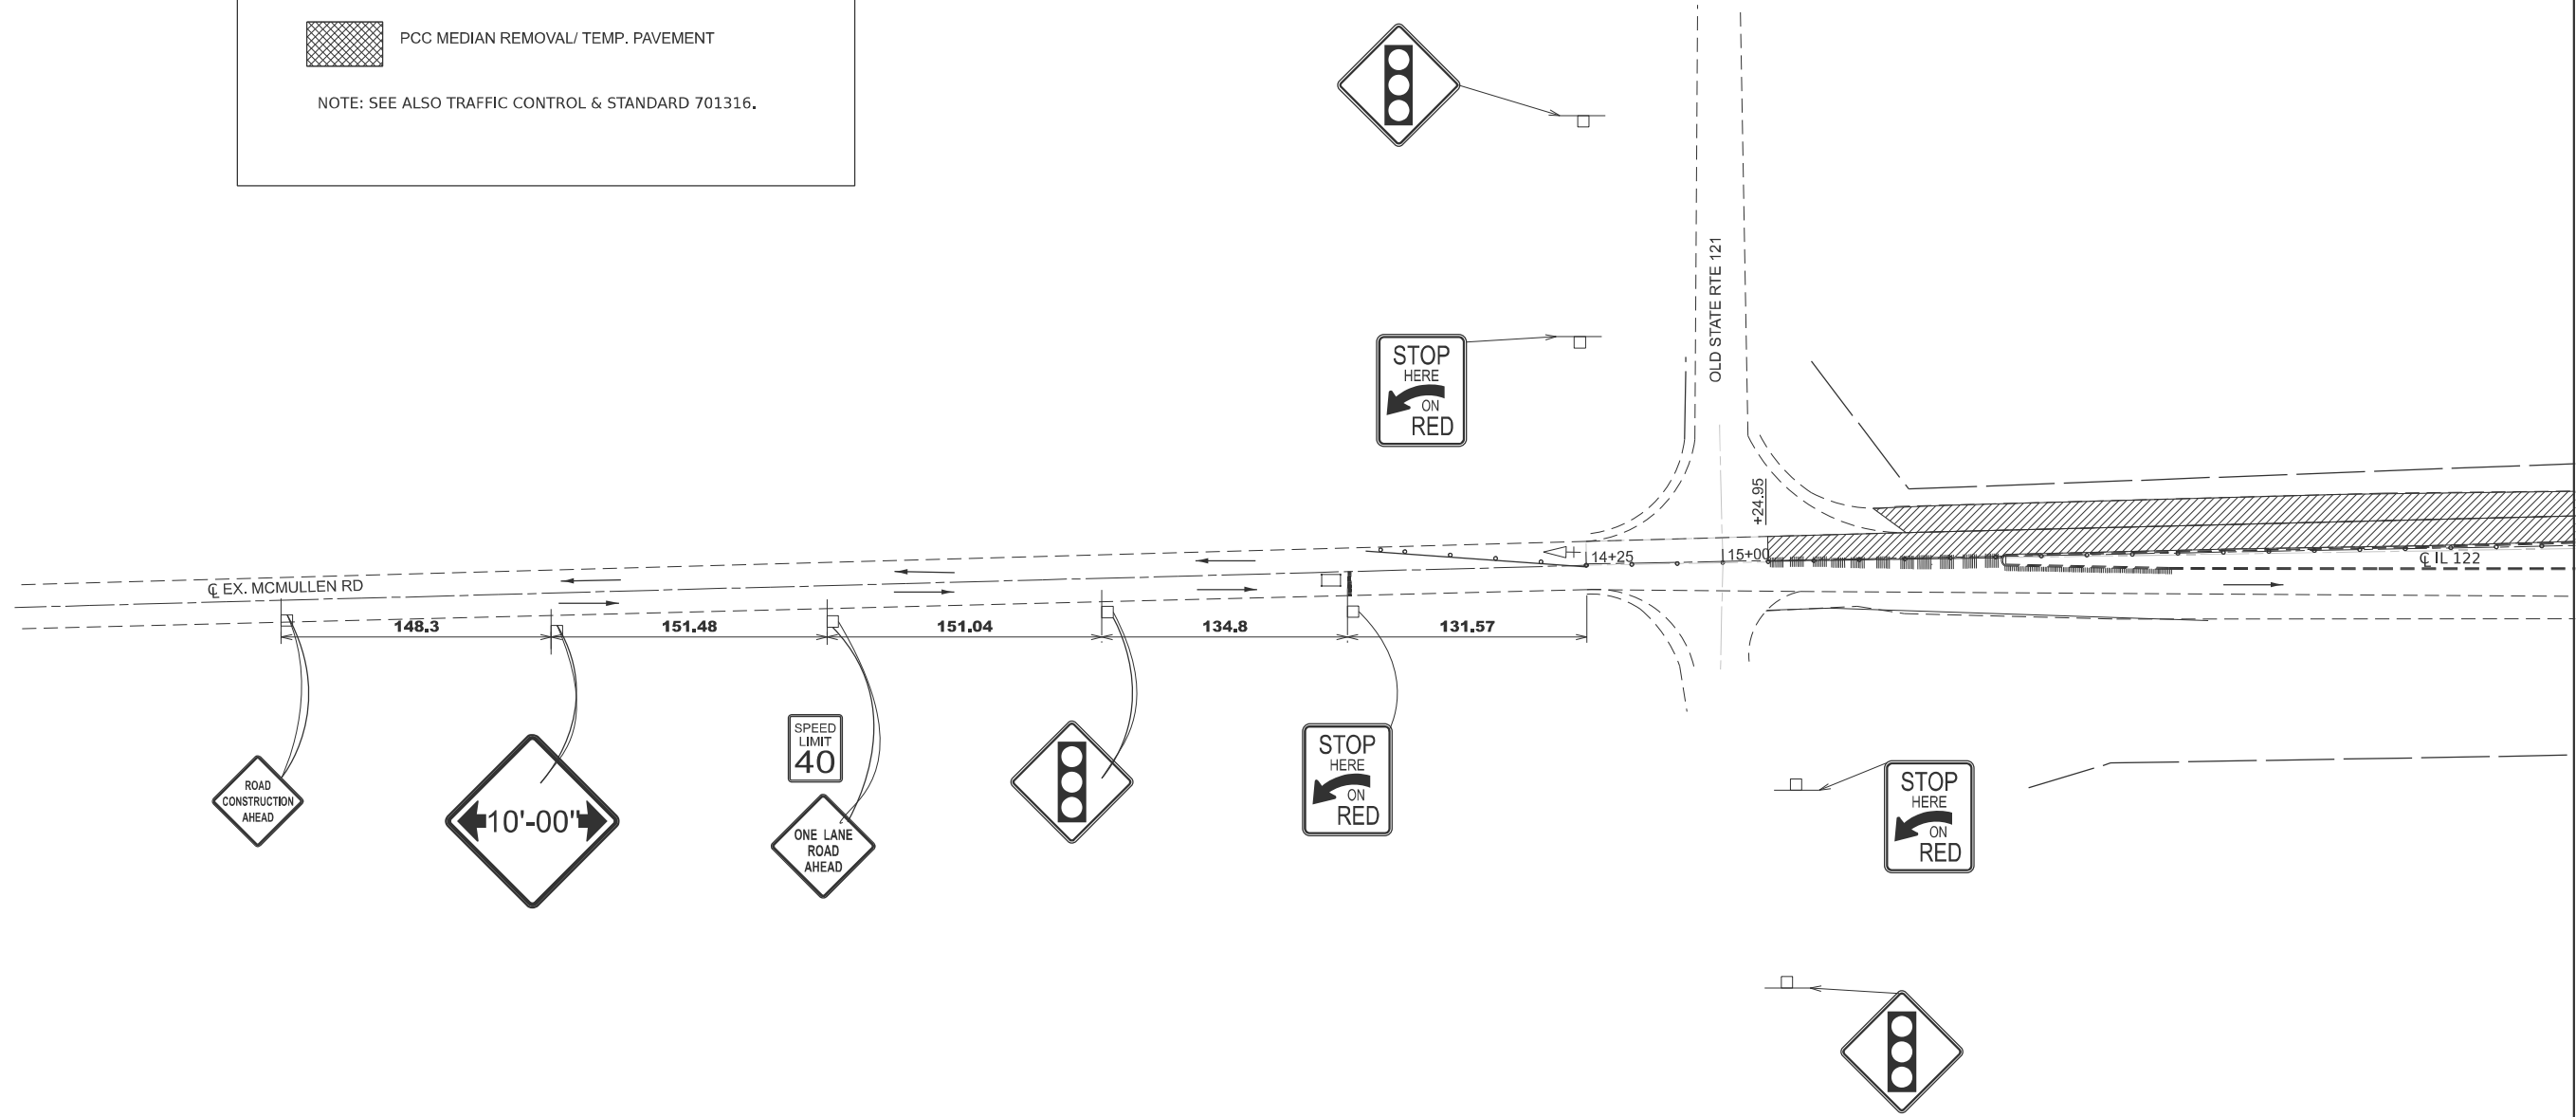 PCC MEDIAN REMOVAL/ TEMP. PAVEMENT
NOTE: SEE ALSO TRAFFIC CONTROL & STANDARD 701316.
OLD STATE RTE 121
STOP
HERE
ON
RED
+24.95
14+25
15+00
℄ IL 122
℄ EX. MCMULLEN RD
148.3
151.48
151.04
134.8
131.57
ROAD
CONSTRUCTION
AHEAD
10'-00"
SPEED
LIMIT
40
ONE LANE
ROAD
AHEAD
STOP
HERE
ON
RED
STOP
HERE
ON
RED